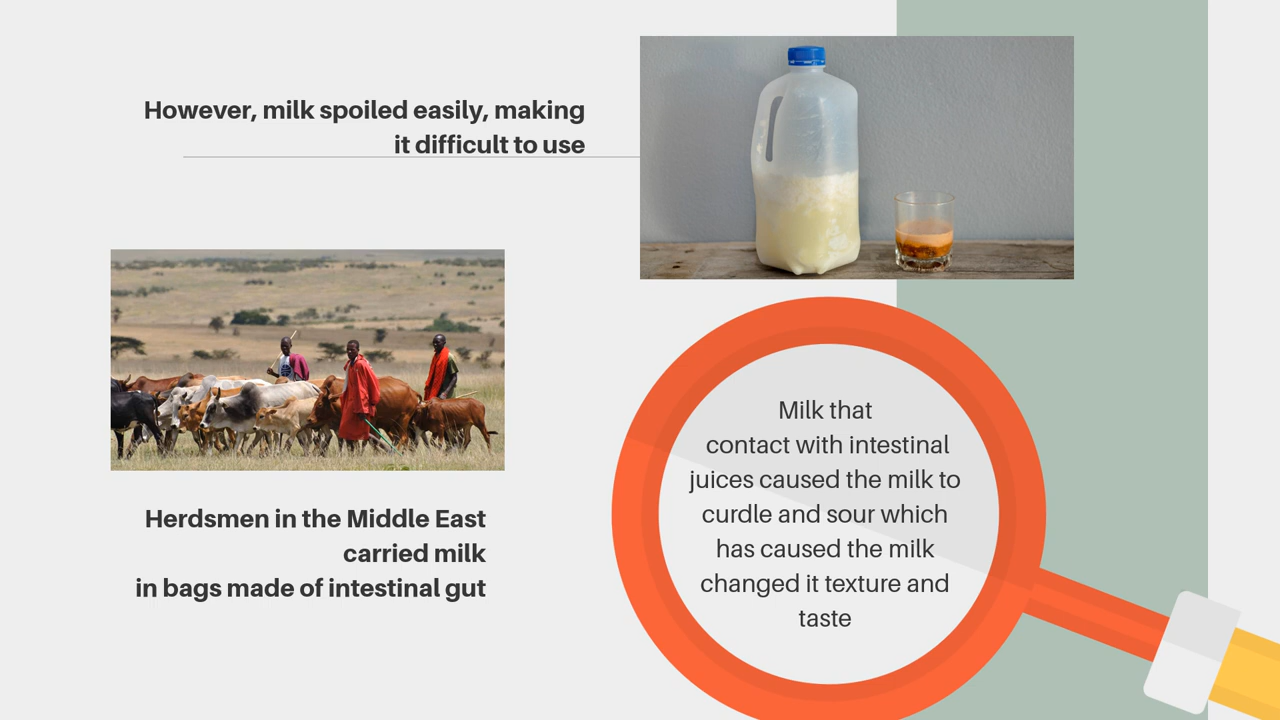 However, milk spoiled easily, making
it difficult to use
Herdsmen in the Middle East
carried milk
in bags made of intestinal gut
Milk that
contact with intestinal
juices caused the milk to
curdle and sour which
has caused the milk
changed it texture and
taste